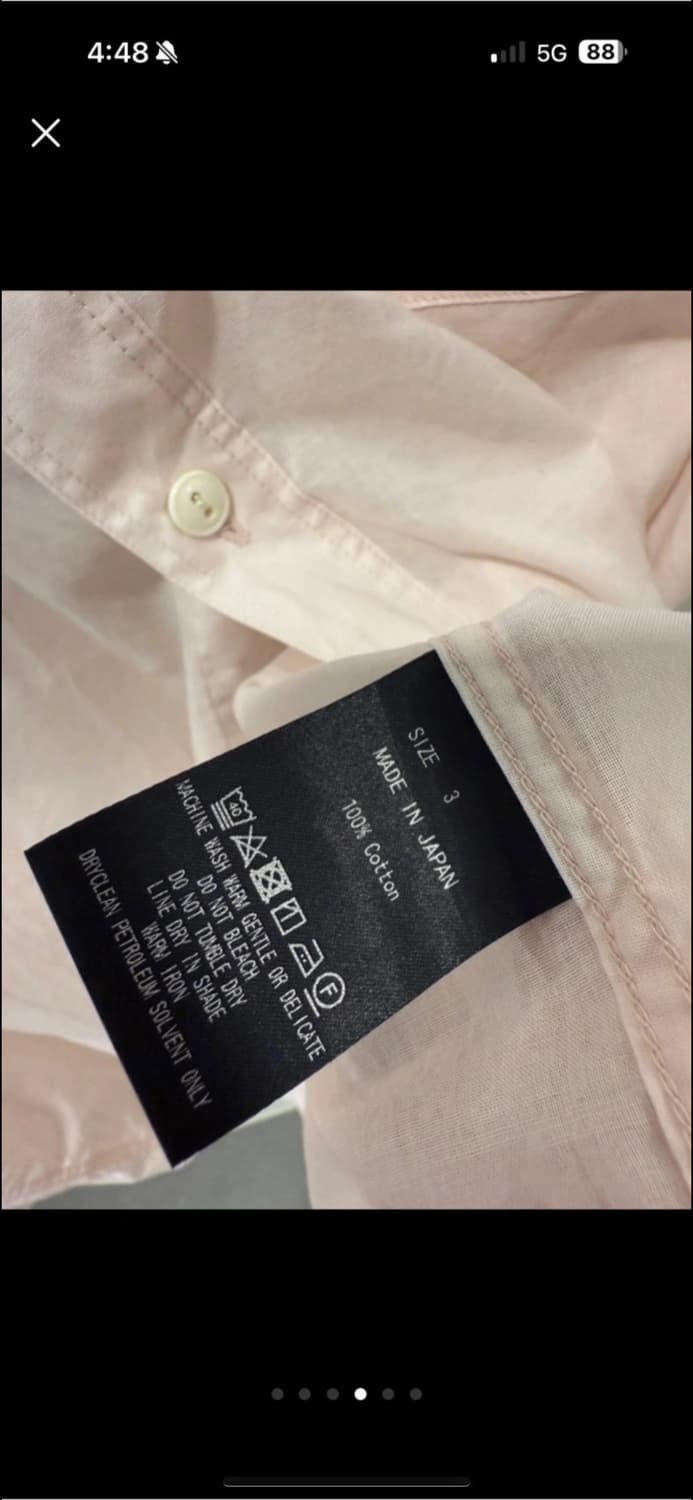 4:48
5G
88
SIZE 3
MADE IN JAPAN
100% Cotton
40
F
MACHINE WASH WARM GENTLE OR DELICATE
DO NOT BLEACH
DO NOT TUMBLE DRY
LINE DRY IN SHADE
WARM IRON
DRYCLEAN PETROLEUM SOLVENT ONLY